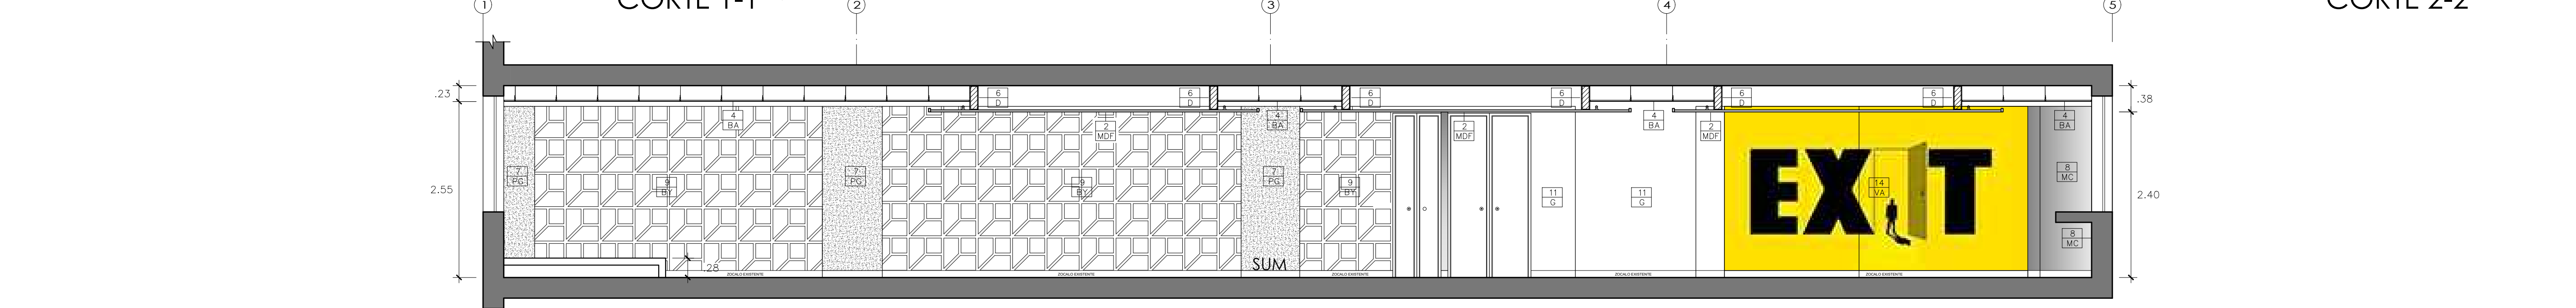 CORTE 1-1
CORTE 2-2
1
2
3
4
5
.23
6
D
6
D
6
D
6
D
6
D
6
D
.38
4
BA
2
MDF
4
BA
2
MDF
4
BA
2
MDF
4
BA
7
PG
9
BY
7
PG
9
BY
7
PG
9
BY
11
G
11
G
EXIT
14
VA
8
MC
2.55
2.40
8
MC
.28
SUM
ZOCALO EXISTENTE
ZOCALO EXISTENTE
ZOCALO EXISTENTE
ZOCALO EXISTENTE
ZOCALO EXISTENTE